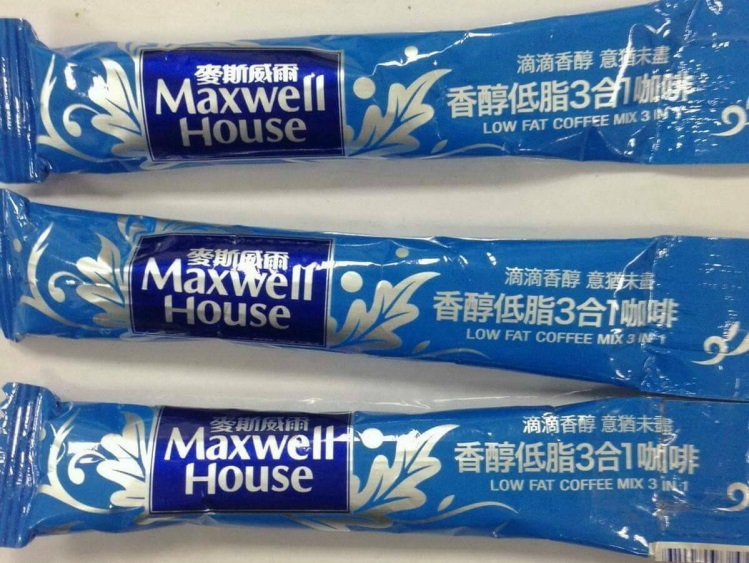 麥斯威爾
Maxwell
House
滴滴香醇 意猶未盡
香醇低脂3合1咖啡
LOW FAT COFFEE MIX 3 IN 1
麥斯威爾
Maxwell
House
滴滴香醇 意猶未盡
香醇低脂3合1咖啡
LOW FAT COFFEE MIX 3 IN 1
麥斯威爾
Maxwell
House
滴滴香醇 意猶未盡
香醇低脂3合1咖啡
LOW FAT COFFEE MIX 3 IN 1